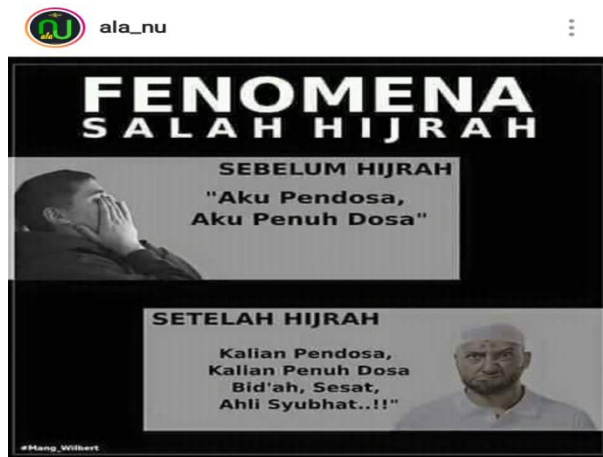 ala_nu
FENOMENA
SALAH HIJRAH
SEBELUM HIJRAH
"Aku Pendosa,
Aku Penuh Dosa"
SETELAH HIJRAH
Kalian Pendosa,
Kalian Penuh Dosa
Bid'ah, Sesat,
Ahli Syubhat..!!"
#Mang_Wilbert